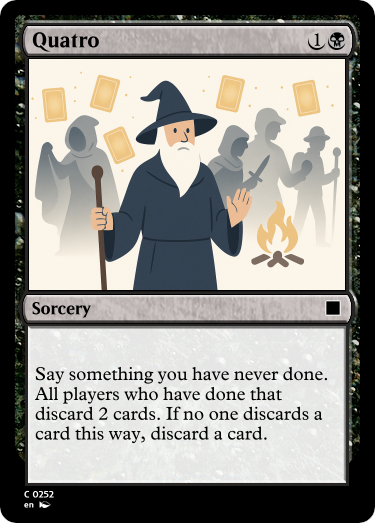 Quatro 1
Sorcery
Say something you have never done.
All players who have done that
discard 2 cards. If no one discards a
card this way, discard a card.
C 0252
en